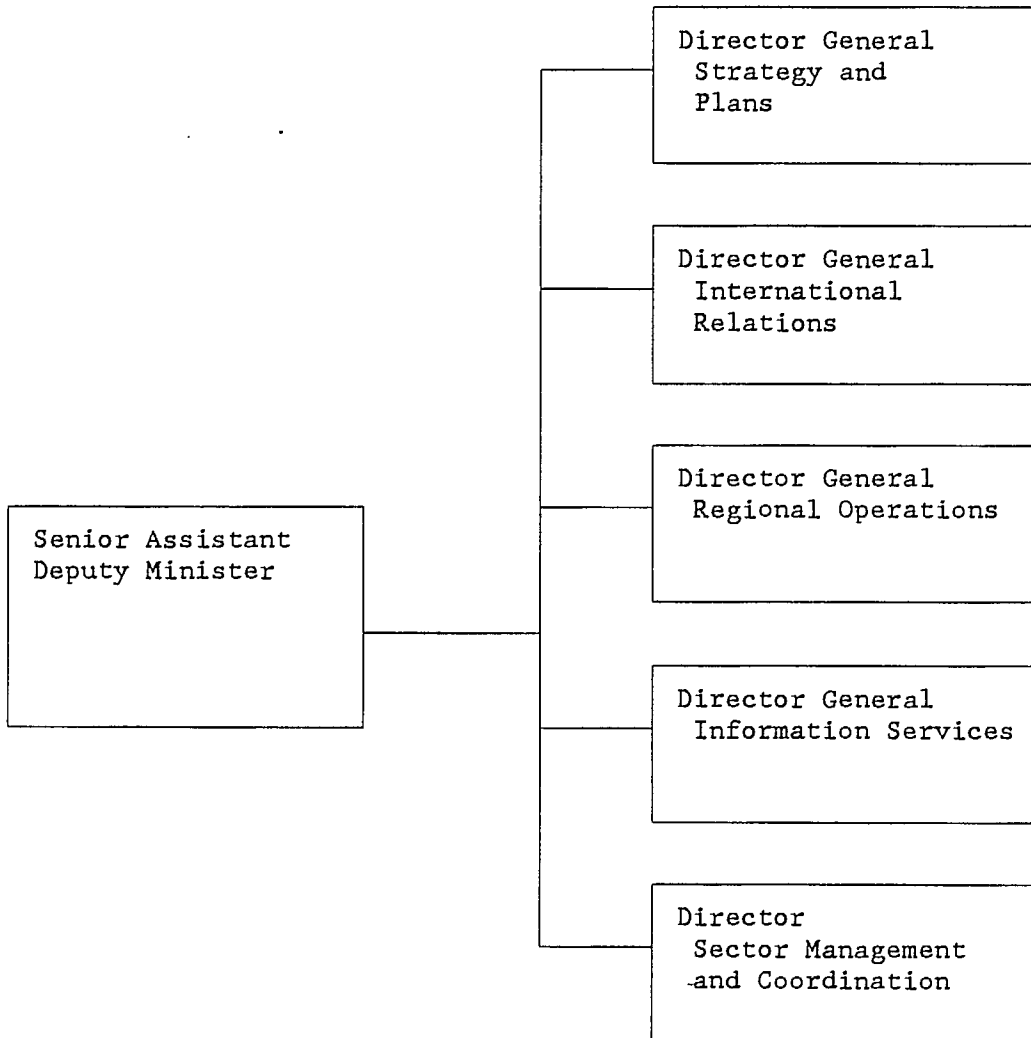 Director General
Strategy and
Plans
Director General
International
Relations
Director General
Regional Operations
Senior Assistant
Deputy Minister
Director General
Information Services
Director
Sector Management
and Coordination